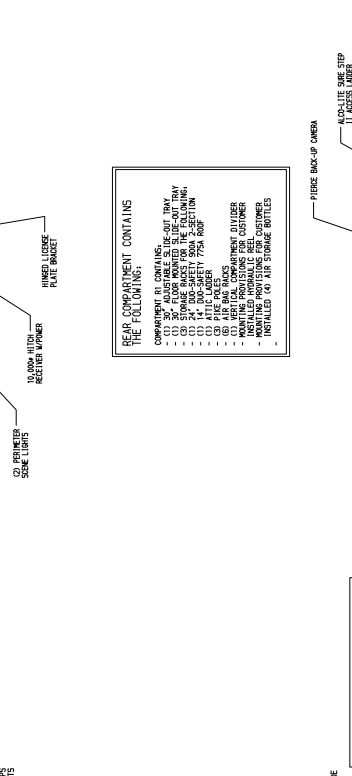 HINGED LICENSE
PLATE BRACKET
10,000# HITCH
RECEIVER W/POWER
(2) PERIMETER
SCENE LIGHTS
REAR COMPARTMENT CONTAINS
THE FOLLOWING:
COMPARTMENT R1 CONTAINS:
- (1) 30" ADJUSTABLE SLIDE-OUT TRAY
- (1) 30" FLOOR MOUNTED SLIDE-OUT TRAY
- (3) STORAGE RACKS FOR THE FOLLOWING:
- (1) 24' DUO-SAFETY 900A 2-SECTION
- (1) 14' DUO-SAFETY 775A ROOF
- (1) ATTIC LADDER
- (3) PIKE POLES
- (6) AIR BAG RACKS
- (1) VERTICAL COMPARTMENT DIVIDER
- MOUNTING PROVISIONS FOR CUSTOMER
INSTALLED HYDRAULIC REEL
- MOUNTING PROVISIONS FOR CUSTOMER
INSTALLED (4) AIR STORAGE BOTTLES
-
PIERCE BACK-UP CAMERA
ALCO-LITE SURE STEP
ACCESS LADDER